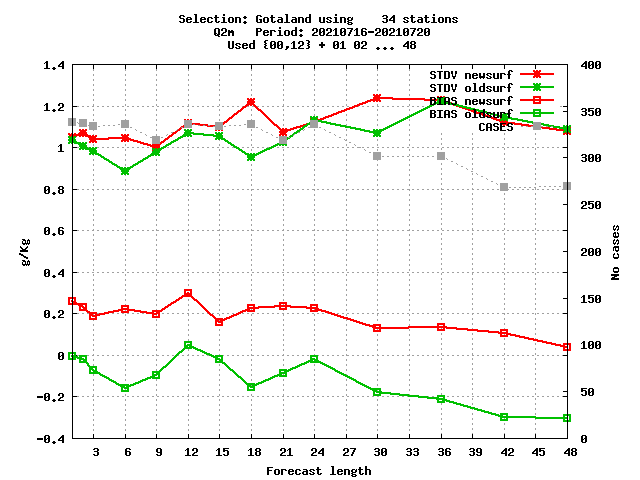 Selection: Gotaland using    34 stations
Q2m   Period: 20210716-20210720
Used {00,12} + 01 02 ... 48
STDV newsurf
STDV oldsurf
BIAS newsurf
BIAS oldsurf
CASES
1.4
1.2
1
0.8
0.6
0.4
0.2
0
-0.2
-0.4
g/Kg
400
350
300
250
200
150
100
50
0
No cases
3 6 9 12 15 18 21 24 27 30 33 36 39 42 45 48
Forecast length